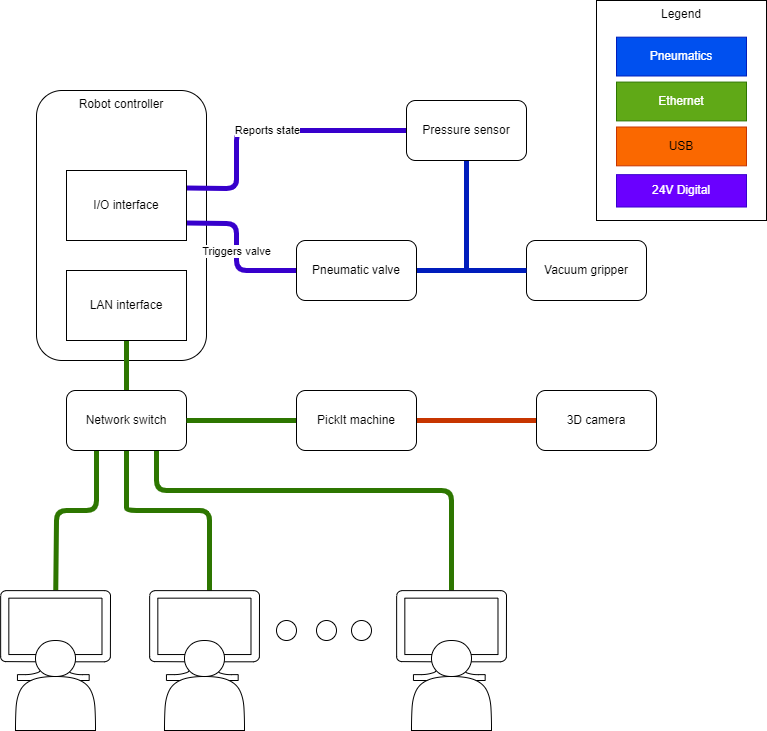 Legend
Pneumatics
Ethernet
USB
24V Digital
Robot controller
Reports state
Pressure sensor
I/O interface
Triggers valve
Pneumatic valve
Vacuum gripper
LAN interface
Network switch
PickIt machine
3D camera